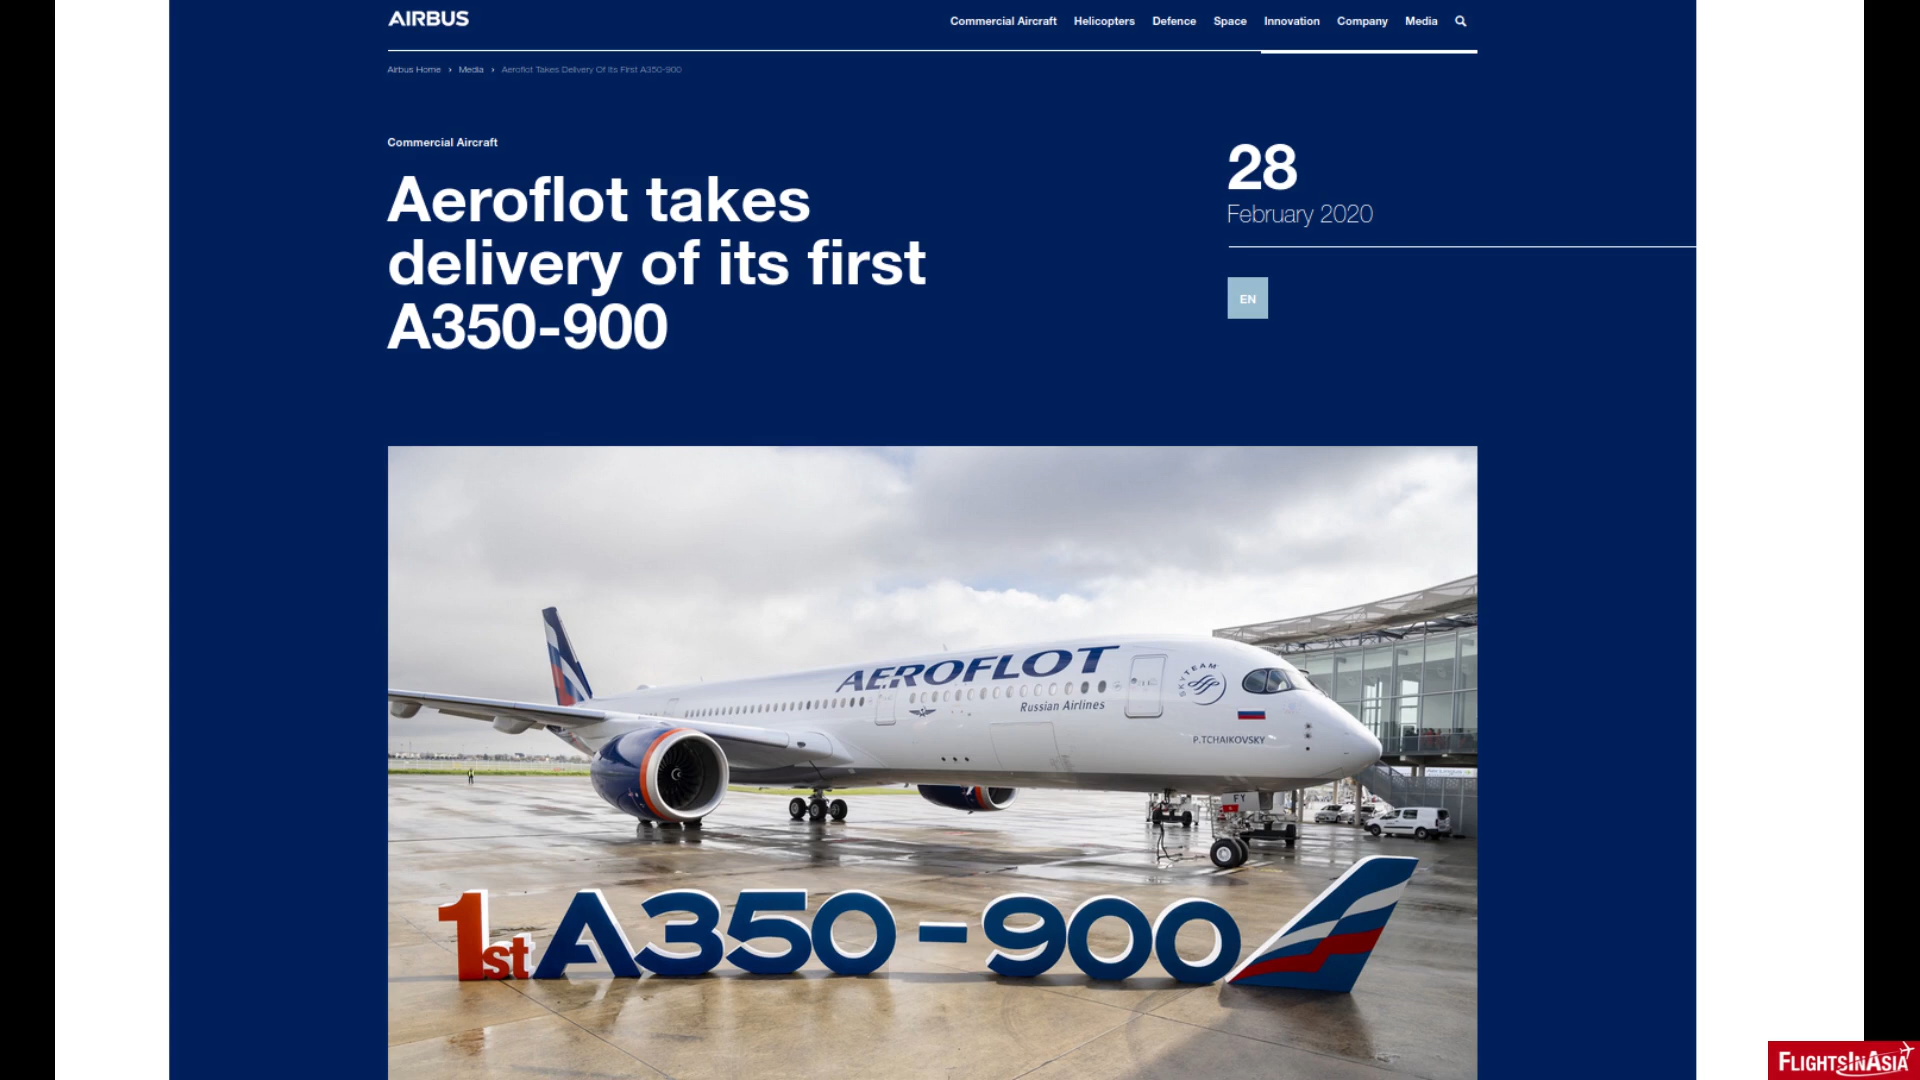 AIRBUS
Commercial Aircraft Helicopters Defence Space Innovation Company Media
Airbus Home › Media › Aeroflot Takes Delivery Of Its First A350-900
Commercial Aircraft
Aeroflot takes
delivery of its first
A350-900
28
February 2020
EN
AEROFLOT
Russian Airlines
SKYTEAM
P.TCHAIKOVSKY
FY
1st A350-900
FLIGHTSINASIA